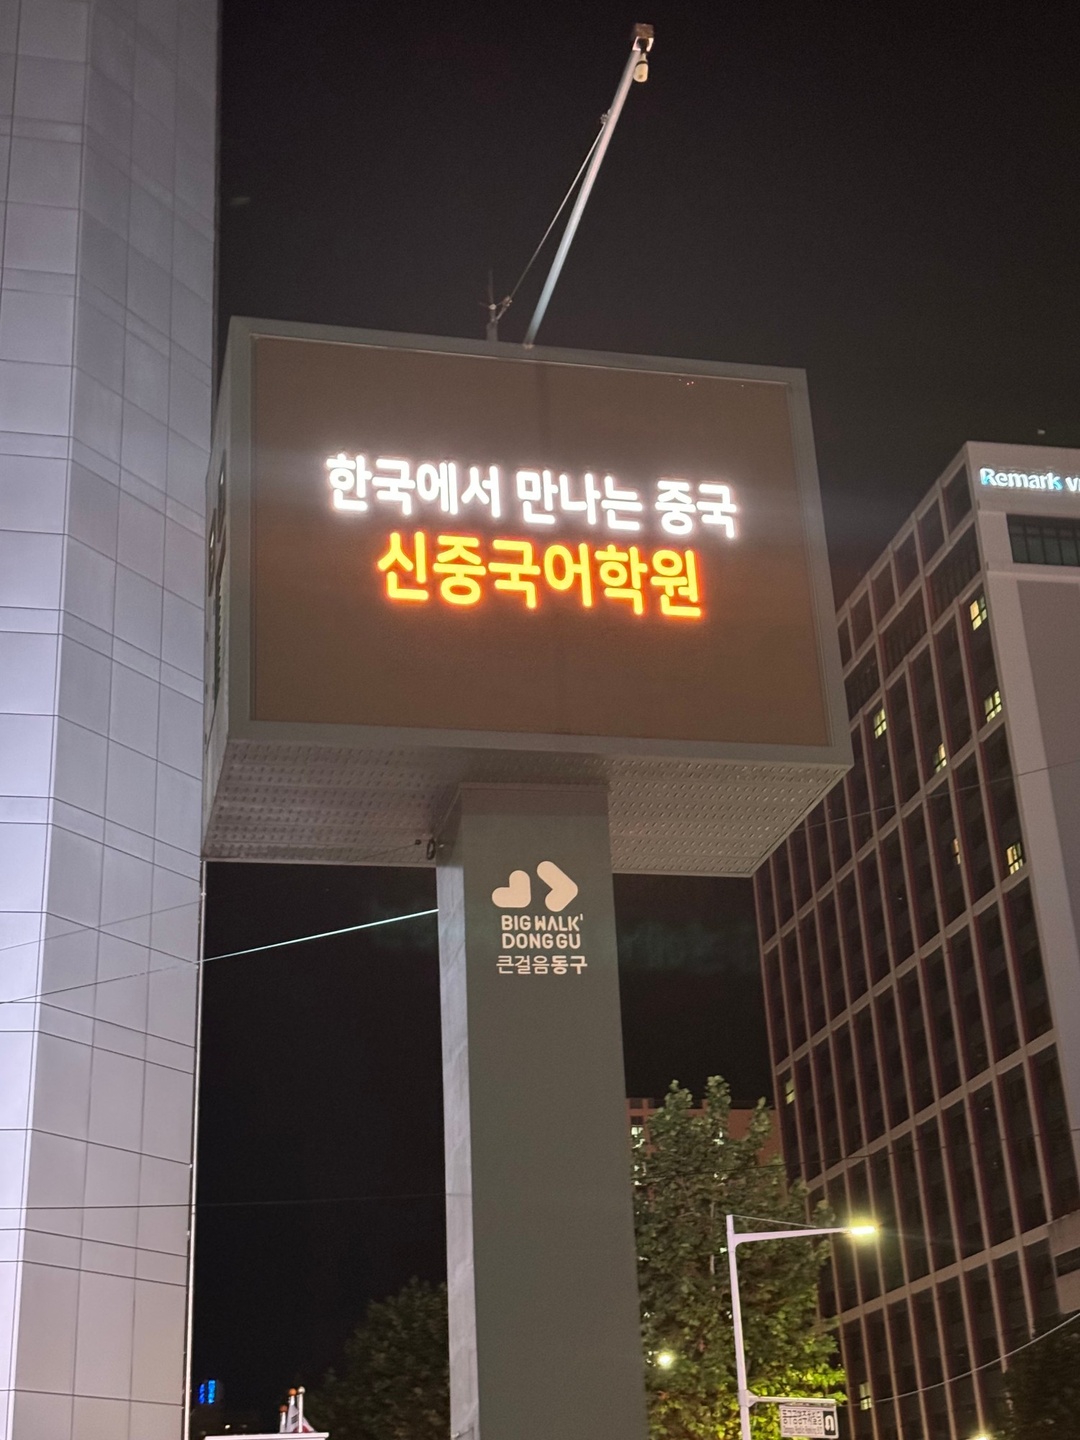 한국에서 만나는 중국
신중국어학원
Remark
BIG WALK'
DONG GU
큰걸음동구